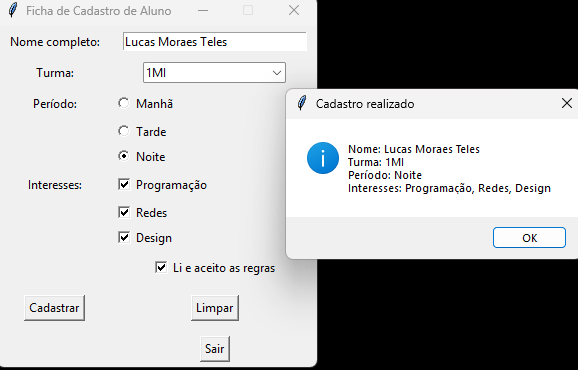 Ficha de Cadastro de Aluno
Nome completo: Lucas Moraes Teles
Turma: 1MI
Período: Manhã
Tarde
Noite
Interesses: Programação
Redes
Design
Li e aceito as regras
Cadastrar Limpar
Sair
Cadastro realizado
Nome: Lucas Moraes Teles
Turma: 1MI
Período: Noite
Interesses: Programação, Redes, Design
OK